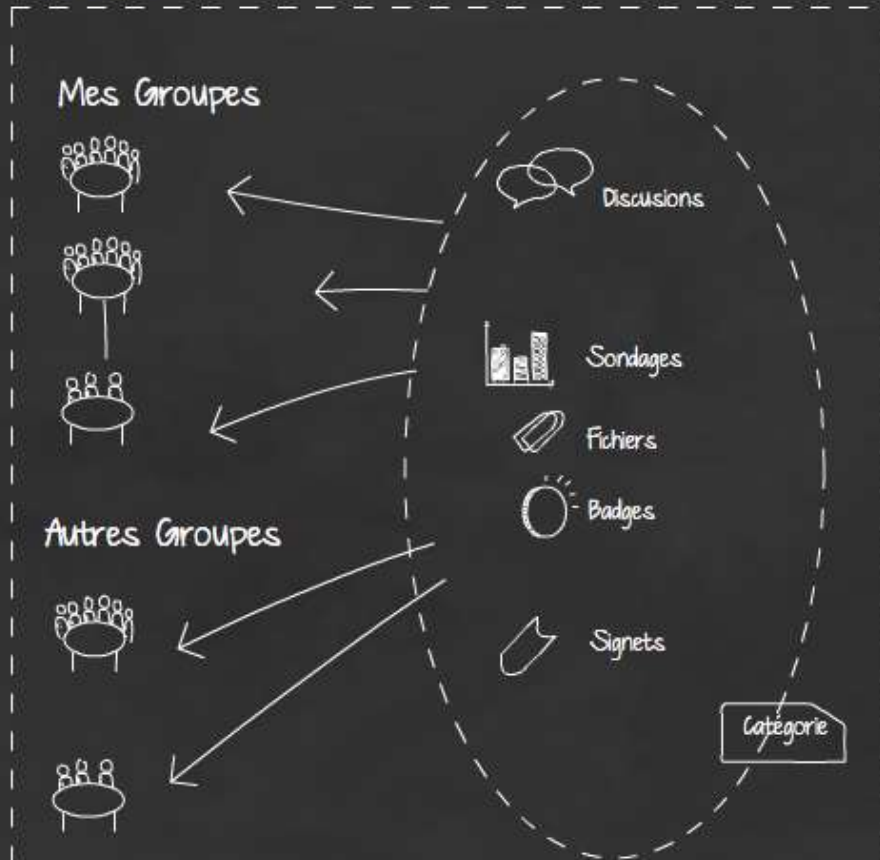 Mes Groupes
Discusions
Sondages
Fichiers
Badges
Autres Groupes
Signets
Catégorie